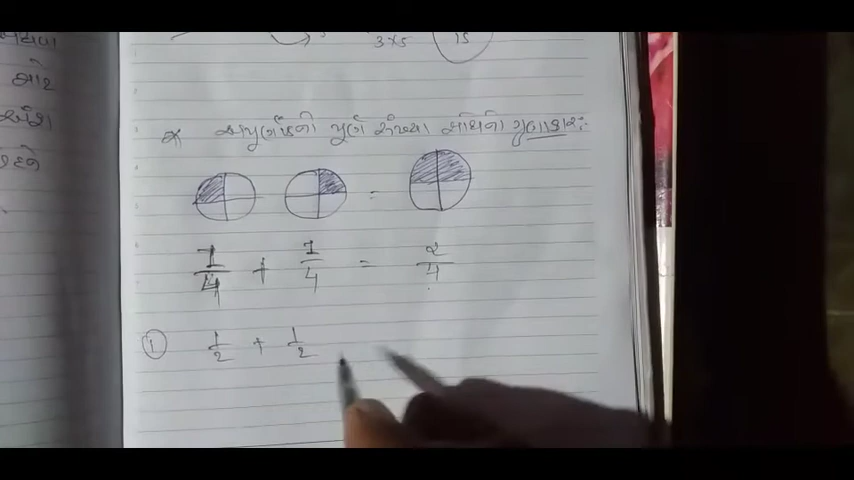 3×5 15
× અપૂર્ણાંકની પૂર્ણ સંખ્યા સાથેનો ગુણાકાર:
=
1/4 + 1/4 = 2/4
① 1/2 + 1/2